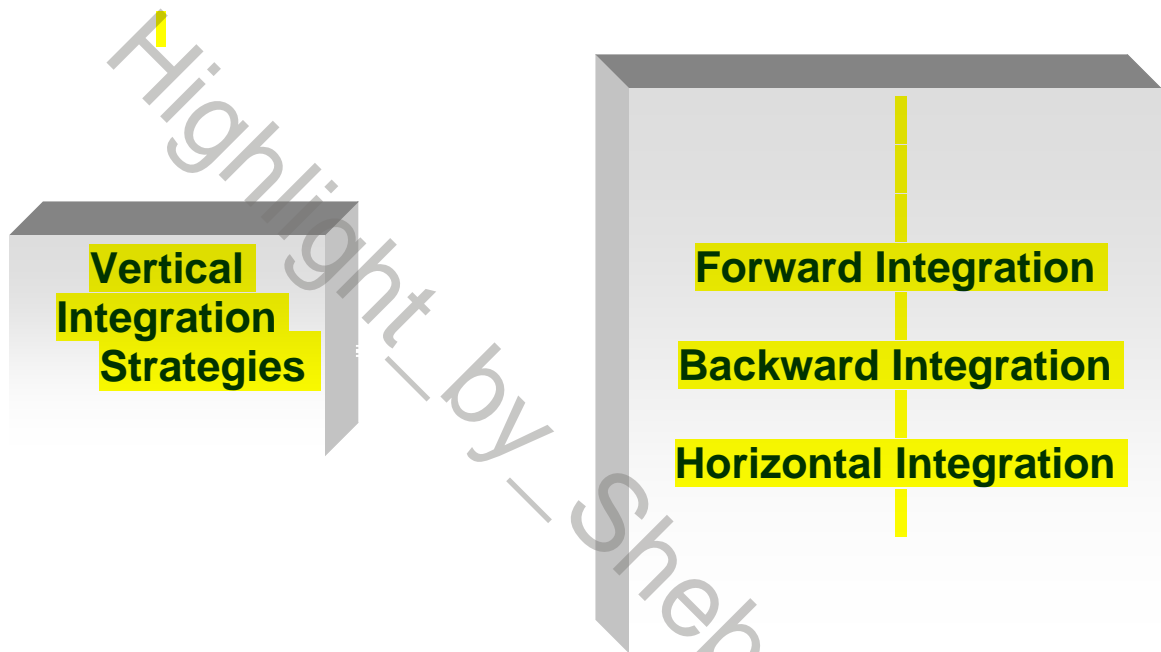 Vertical
Integration
Strategies
Forward Integration
Backward Integration
Horizontal Integration
Highlight_by_Sheh